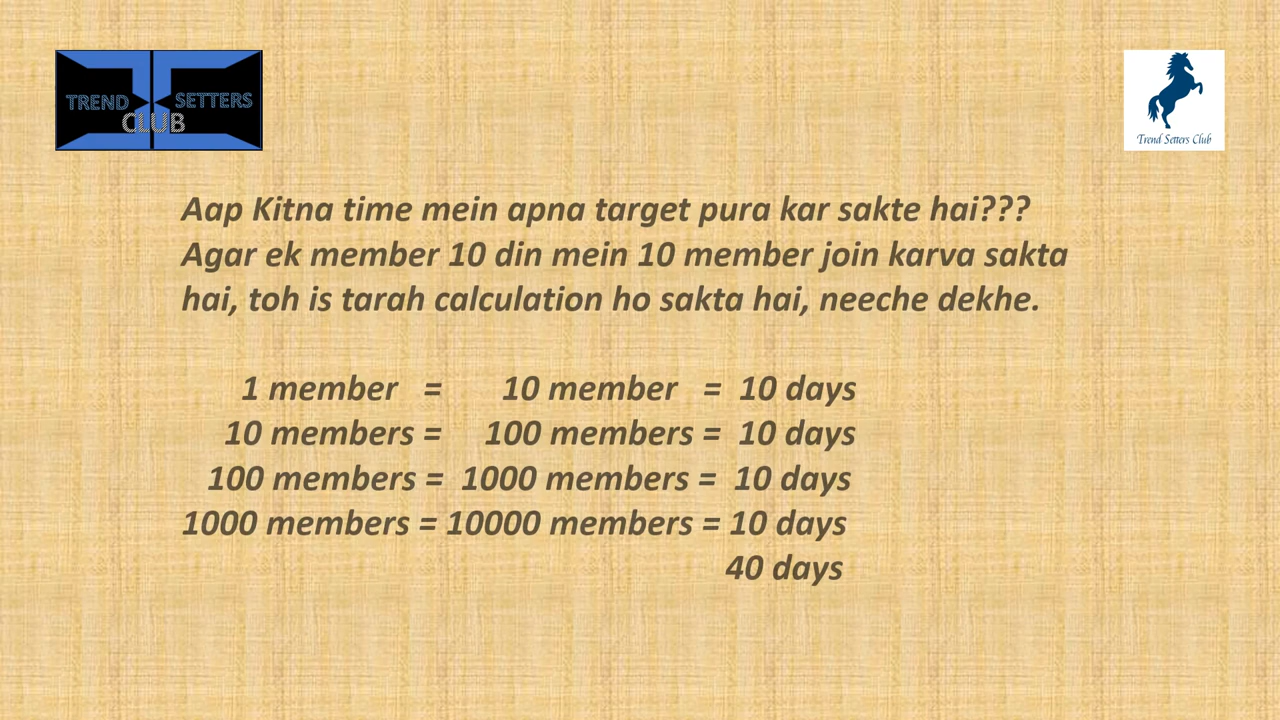 TREND SETTERS
CLUB
Trend Setters Club
Aap Kitna time mein apna target pura kar sakte hai???
Agar ek member 10 din mein 10 member join karva sakta
hai, toh is tarah calculation ho sakta hai, neeche dekhe.
1 member = 10 member = 10 days
10 members = 100 members = 10 days
100 members = 1000 members = 10 days
1000 members = 10000 members = 10 days
40 days